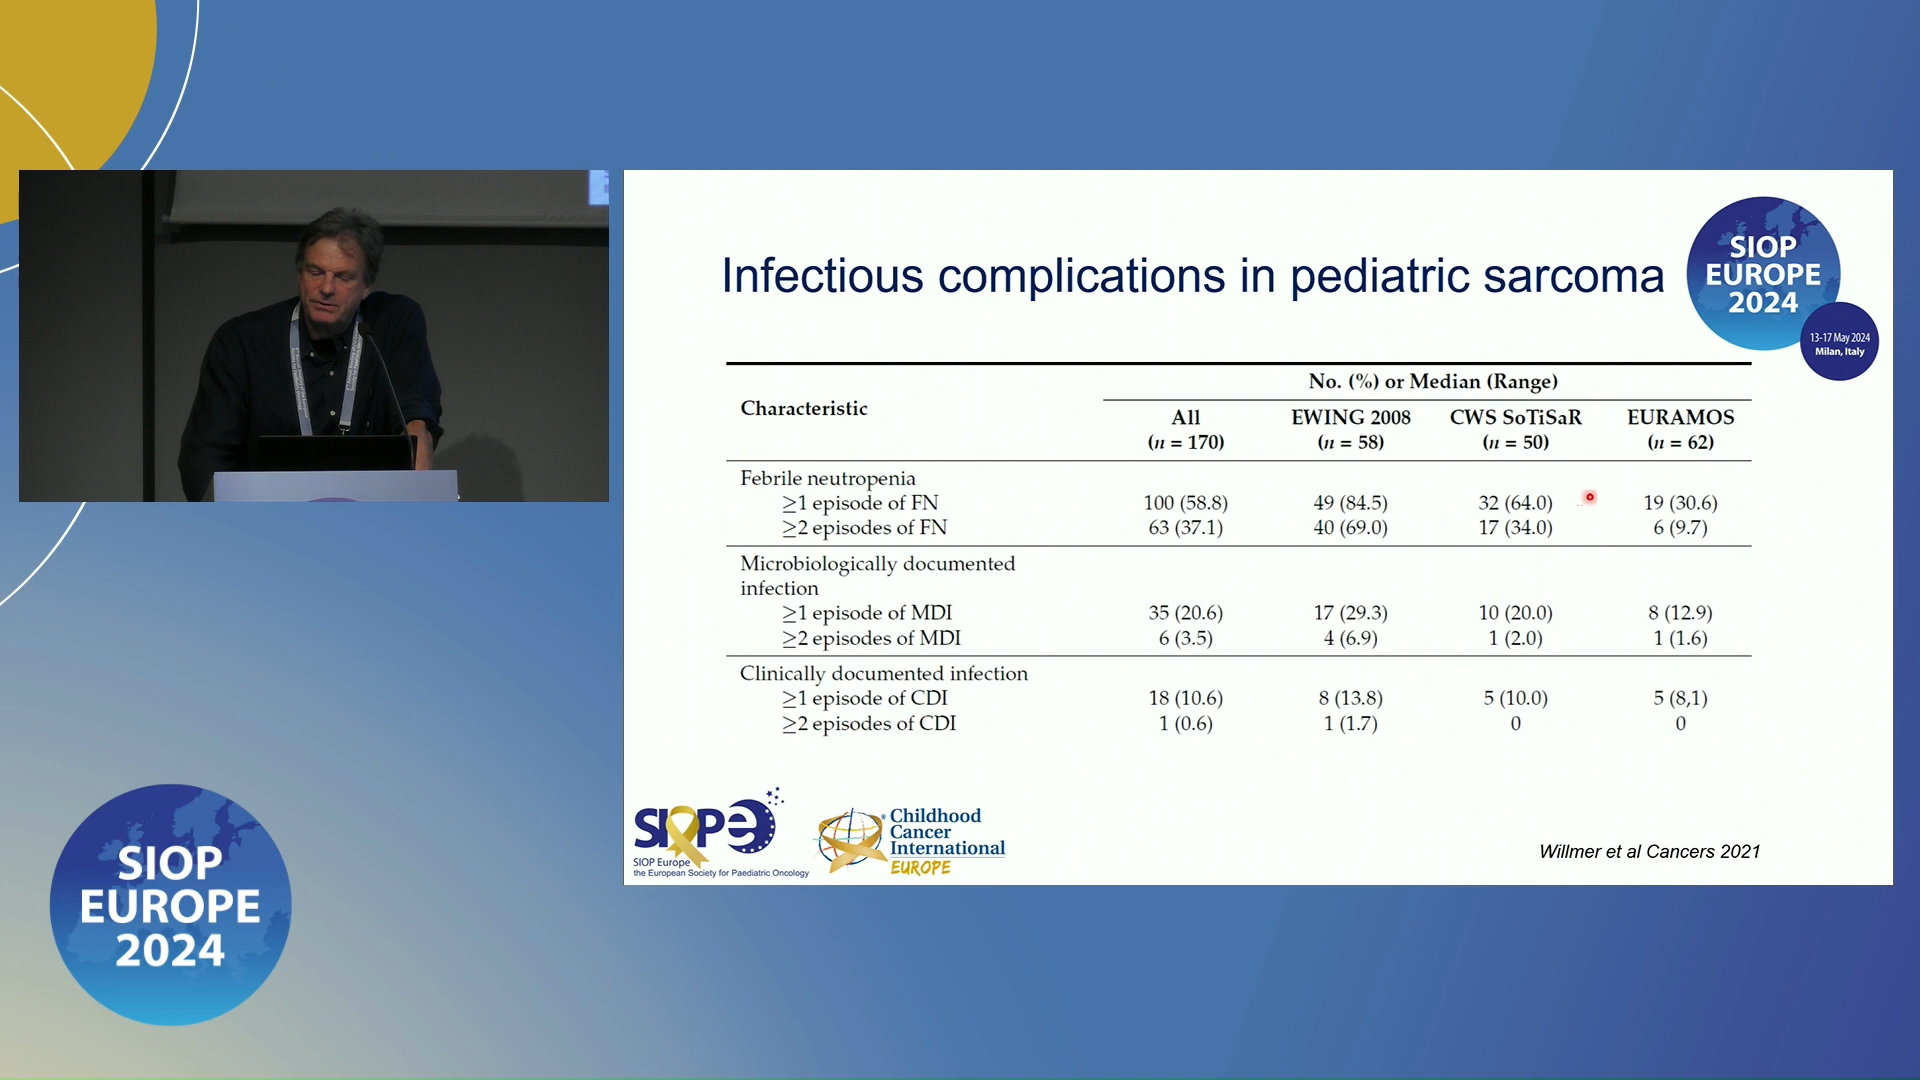 Infectious complications in pediatric sarcoma
SIOP
EUROPE
2024
13-17 May 2024
Milan, Italy
No. (%) or Median (Range)
Characteristic
All EWING 2008 CWS SoTiSaR EURAMOS
(n = 170) (n = 58) (n = 50) (n = 62)
Febrile neutropenia
≥1 episode of FN 100 (58.8) 49 (84.5) 32 (64.0) 19 (30.6)
≥2 episodes of FN 63 (37.1) 40 (69.0) 17 (34.0) 6 (9.7)
Microbiologically documented
infection
≥1 episode of MDI 35 (20.6) 17 (29.3) 10 (20.0) 8 (12.9)
≥2 episodes of MDI 6 (3.5) 4 (6.9) 1 (2.0) 1 (1.6)
Clinically documented infection
≥1 episode of CDI 18 (10.6) 8 (13.8) 5 (10.0) 5 (8,1)
≥2 episodes of CDI 1 (0.6) 1 (1.7) 0 0
SIOPe
SIOP Europe
the European Society for Paediatric Oncology
Childhood
Cancer
International
EUROPE
Willmer et al Cancers 2021
SIOP
EUROPE
2024